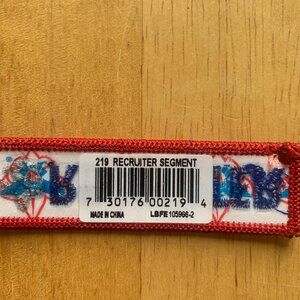 219 RECRUITER SEGMENT
7 30176 00219 4
MADE IN CHINA LBFE105966-2